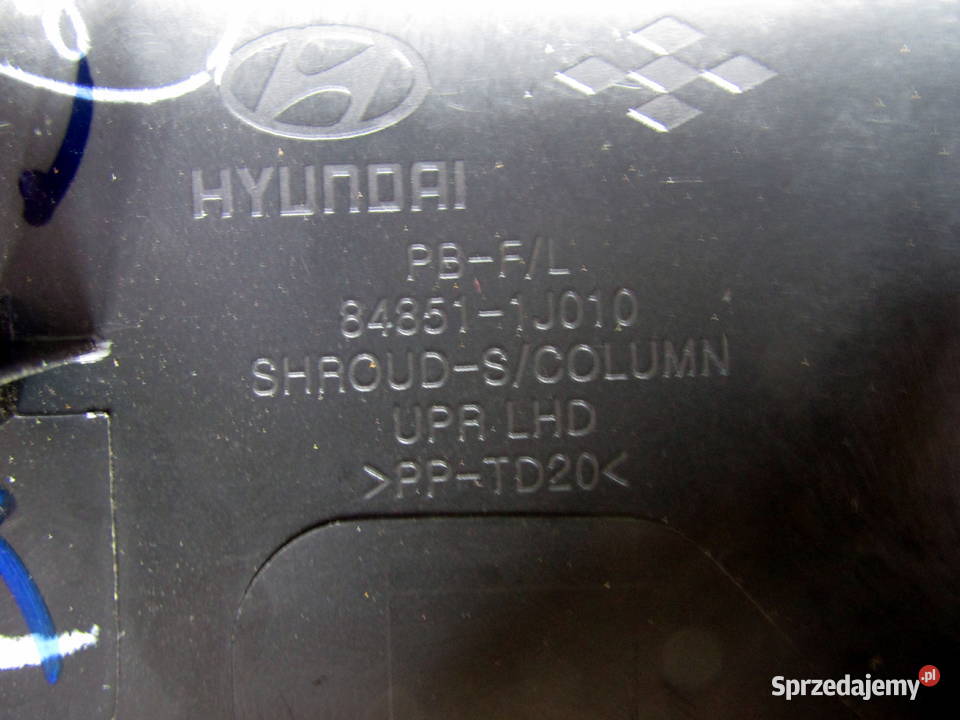 HYUNDAI
PB-F/L
84851-1J010
SHROUD-S/COLUMN
UPR LHD
>PP-TD20<
Sprzedajemy.pl